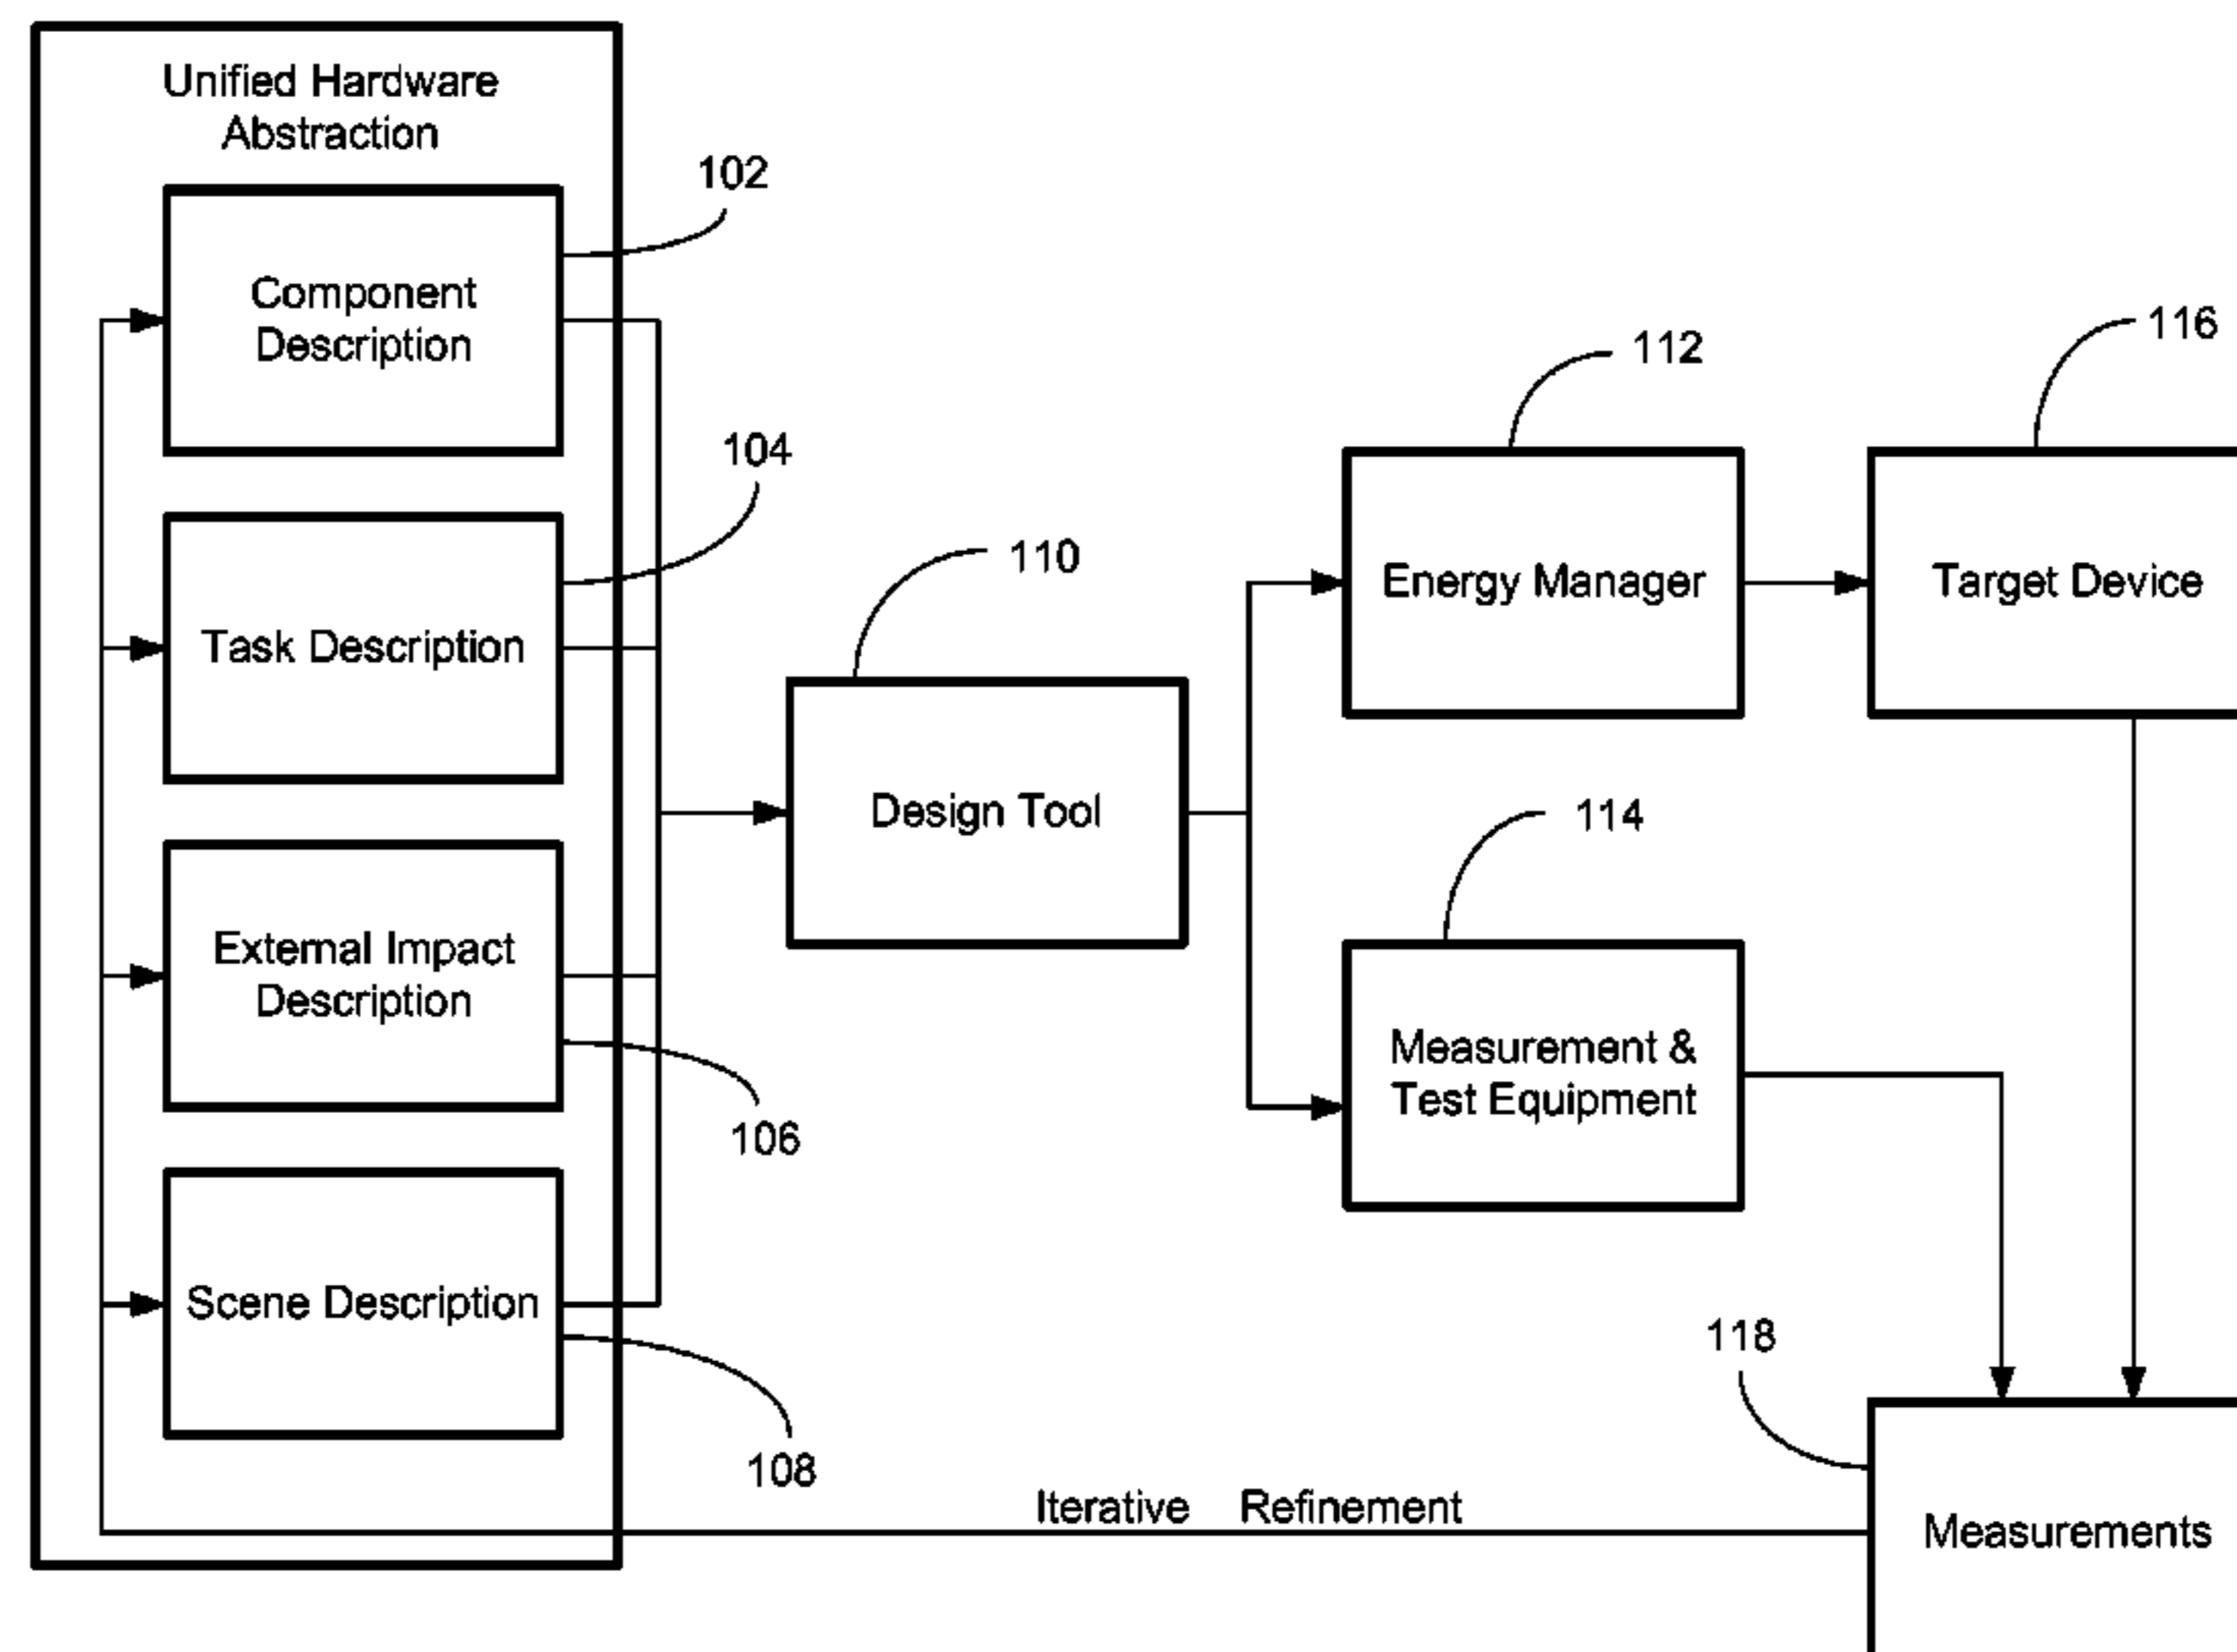 Unified Hardware
Abstraction
102
Component
Description
104
Task Description
External Impact
Description
106
Scene Description
108
110
Design Tool
112
Energy Manager
116
Target Device
114
Measurement &
Test Equipment
118
Measurements
Iterative Refinement